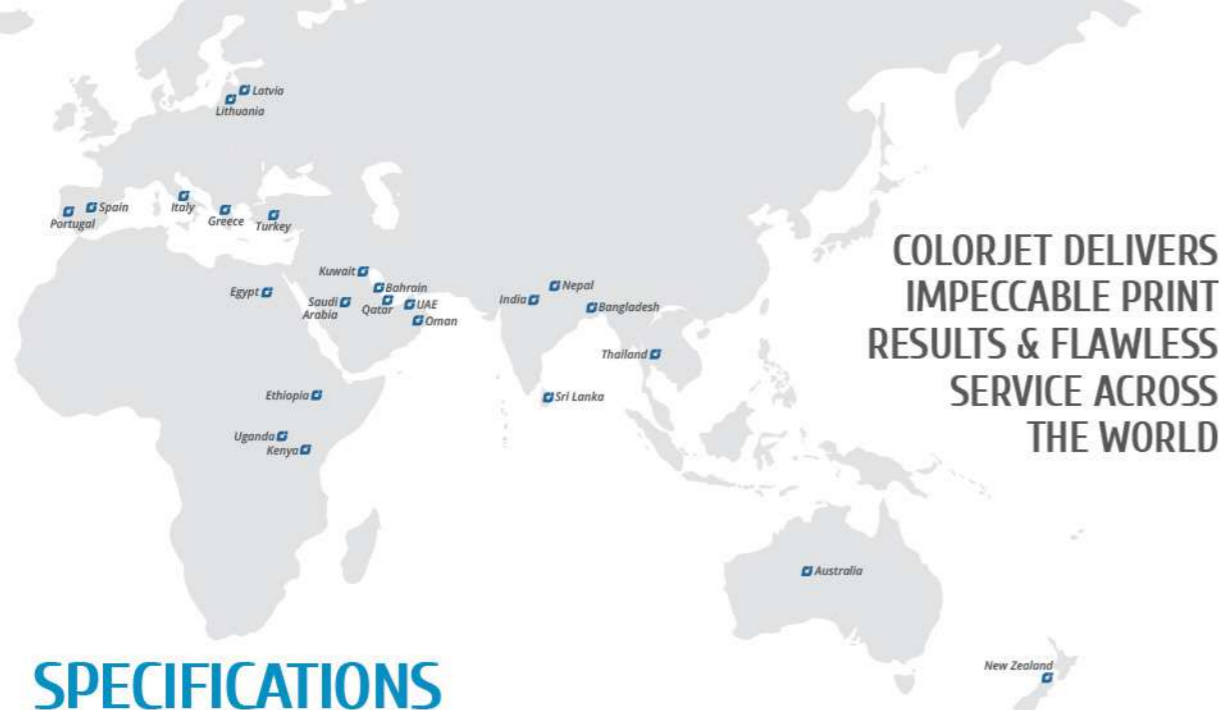 Latvia
Lithuania
Portugal
Spain
Italy
Greece
Turkey
Kuwait
Bahrain
Egypt
Saudi
Arabia
Qatar
UAE
Oman
India
Nepal
Bangladesh
Thailand
Sri Lanka
Ethiopia
Uganda
Kenya
COLORJET DELIVERS
IMPECCABLE PRINT
RESULTS & FLAWLESS
SERVICE ACROSS
THE WORLD
Australia
New Zealand
SPECIFICATIONS